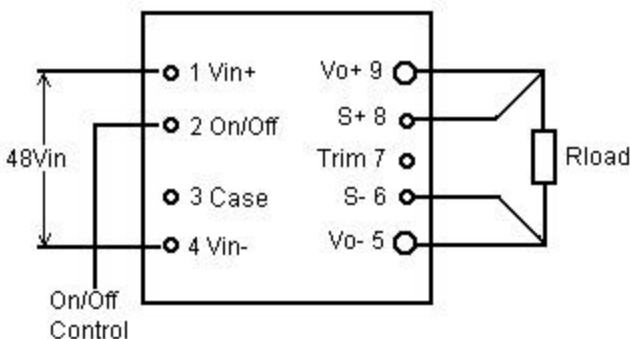 1 Vin+
Vo+ 9
2 On/Off
S+ 8
48Vin
Trim 7
Rload
3 Case
S- 6
4 Vin-
Vo- 5
On/Off
Control